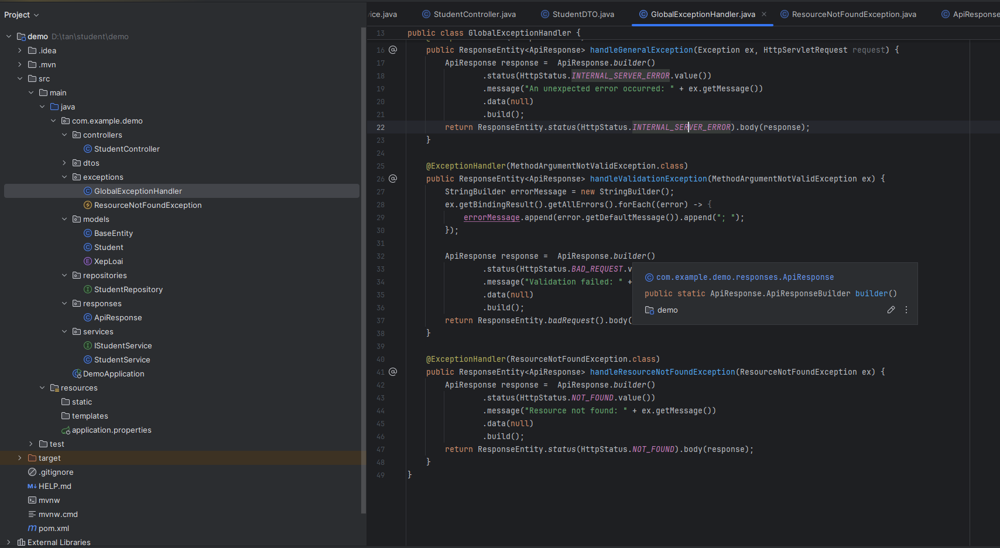 Project
demo D:\tan\student\demo
.idea
.mvn
src
main
java
com.example.demo
controllers
StudentController
dtos
exceptions
GlobalExceptionHandler
ResourceNotFoundException
models
BaseEntity
Student
XepLoai
repositories
StudentRepository
responses
ApiResponse
services
IStudentService
StudentService
DemoApplication
resources
static
templates
application.properties
test
target
.gitignore
HELP.md
mvnw
mvnw.cmd
pom.xml
External Libraries
ice.java StudentController.java StudentDTO.java GlobalExceptionHandler.java ResourceNotFoundException.java ApiResponse
13 public class GlobalExceptionHandler {
16 public ResponseEntity<ApiResponse> handleGeneralException(Exception ex, HttpServletRequest request) {
17 ApiResponse response =  ApiResponse.builder()
18 .status(HttpStatus.INTERNAL_SERVER_ERROR.value())
19 .message("An unexpected error occurred: " + ex.getMessage())
20 .data(null)
21 .build();
22 return ResponseEntity.status(HttpStatus.INTERNAL_SERVER_ERROR).body(response);
23 }
24
25 @ExceptionHandler(MethodArgumentNotValidException.class)
26 public ResponseEntity<ApiResponse> handleValidationException(MethodArgumentNotValidException ex) {
27 StringBuilder errorMessage = new StringBuilder();
28 ex.getBindingResult().getAllErrors().forEach((error) -> {
29 errorMessage.append(error.getDefaultMessage()).append("; ");
30 });
31
32 ApiResponse response =  ApiResponse.builder()
33 .status(HttpStatus.BAD_REQUEST.v
34 .message("Validation failed: " +
35 .data(null)
36 .build();
37 return ResponseEntity.badRequest().body(
38 }
39
40 @ExceptionHandler(ResourceNotFoundException.class)
41 public ResponseEntity<ApiResponse> handleResourceNotFoundException(ResourceNotFoundException ex) {
42 ApiResponse response =  ApiResponse.builder()
43 .status(HttpStatus.NOT_FOUND.value())
44 .message("Resource not found: " + ex.getMessage())
45 .data(null)
46 .build();
47 return ResponseEntity.status(HttpStatus.NOT_FOUND).body(response);
48 }
49 }
com.example.demo.responses.ApiResponse
public static ApiResponse.ApiResponseBuilder builder()
demo